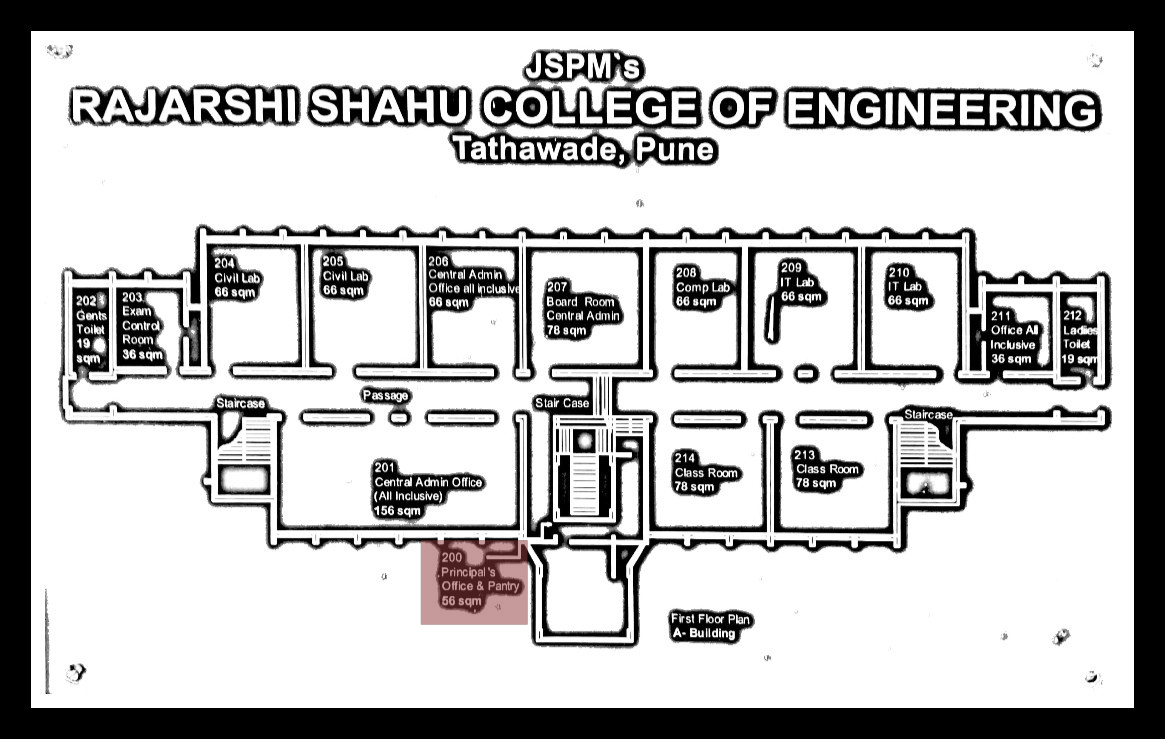 JSPM`s
RAJARSHI SHAHU COLLEGE OF ENGINEERING
Tathawade, Pune
202
Gents
Toilet
19
sqm
203
Exam
Control
Room
36 sqm
204
Civil Lab
66 sqm
205
Civil Lab
66 sqm
206
Central Admin
Office all inclusive
66 sqm
207
Board Room
Central Admin
78 sqm
208
Comp Lab
66 sqm
209
IT Lab
66 sqm
210
IT Lab
66 sqm
211
Office All
Inclusive
36 sqm
212
Ladies
Toilet
19 sqm
Staircase
Passage
Stair Case
Staircase
201
Central Admin Office
(All Inclusive)
156 sqm
214
Class Room
78 sqm
213
Class Room
78 sqm
200
Principal's
Office & Pantry
56 sqm
First Floor Plan
A- Building